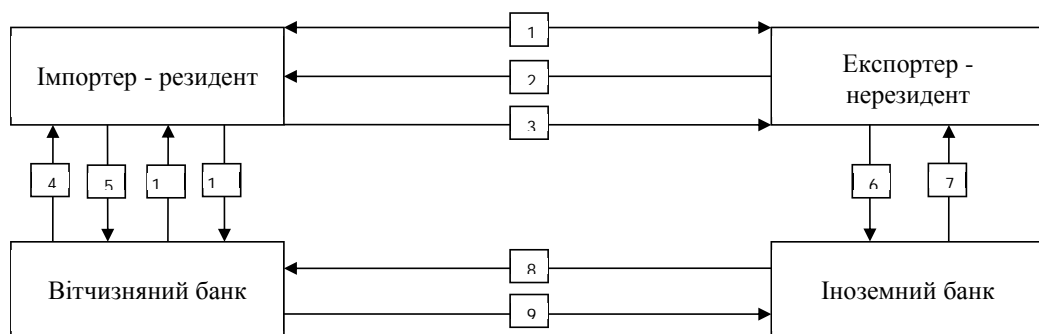 1
Імпортер - резидент
2
Експортер -
нерезидент
3
4
5
1
1
6
7
8
Вітчизняний банк
Іноземний банк
9